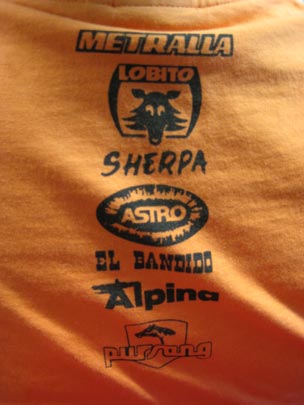 METRALLA
LOBITO
SHERPA
ASTRO
EL BANDIDO
Alpina
pursang